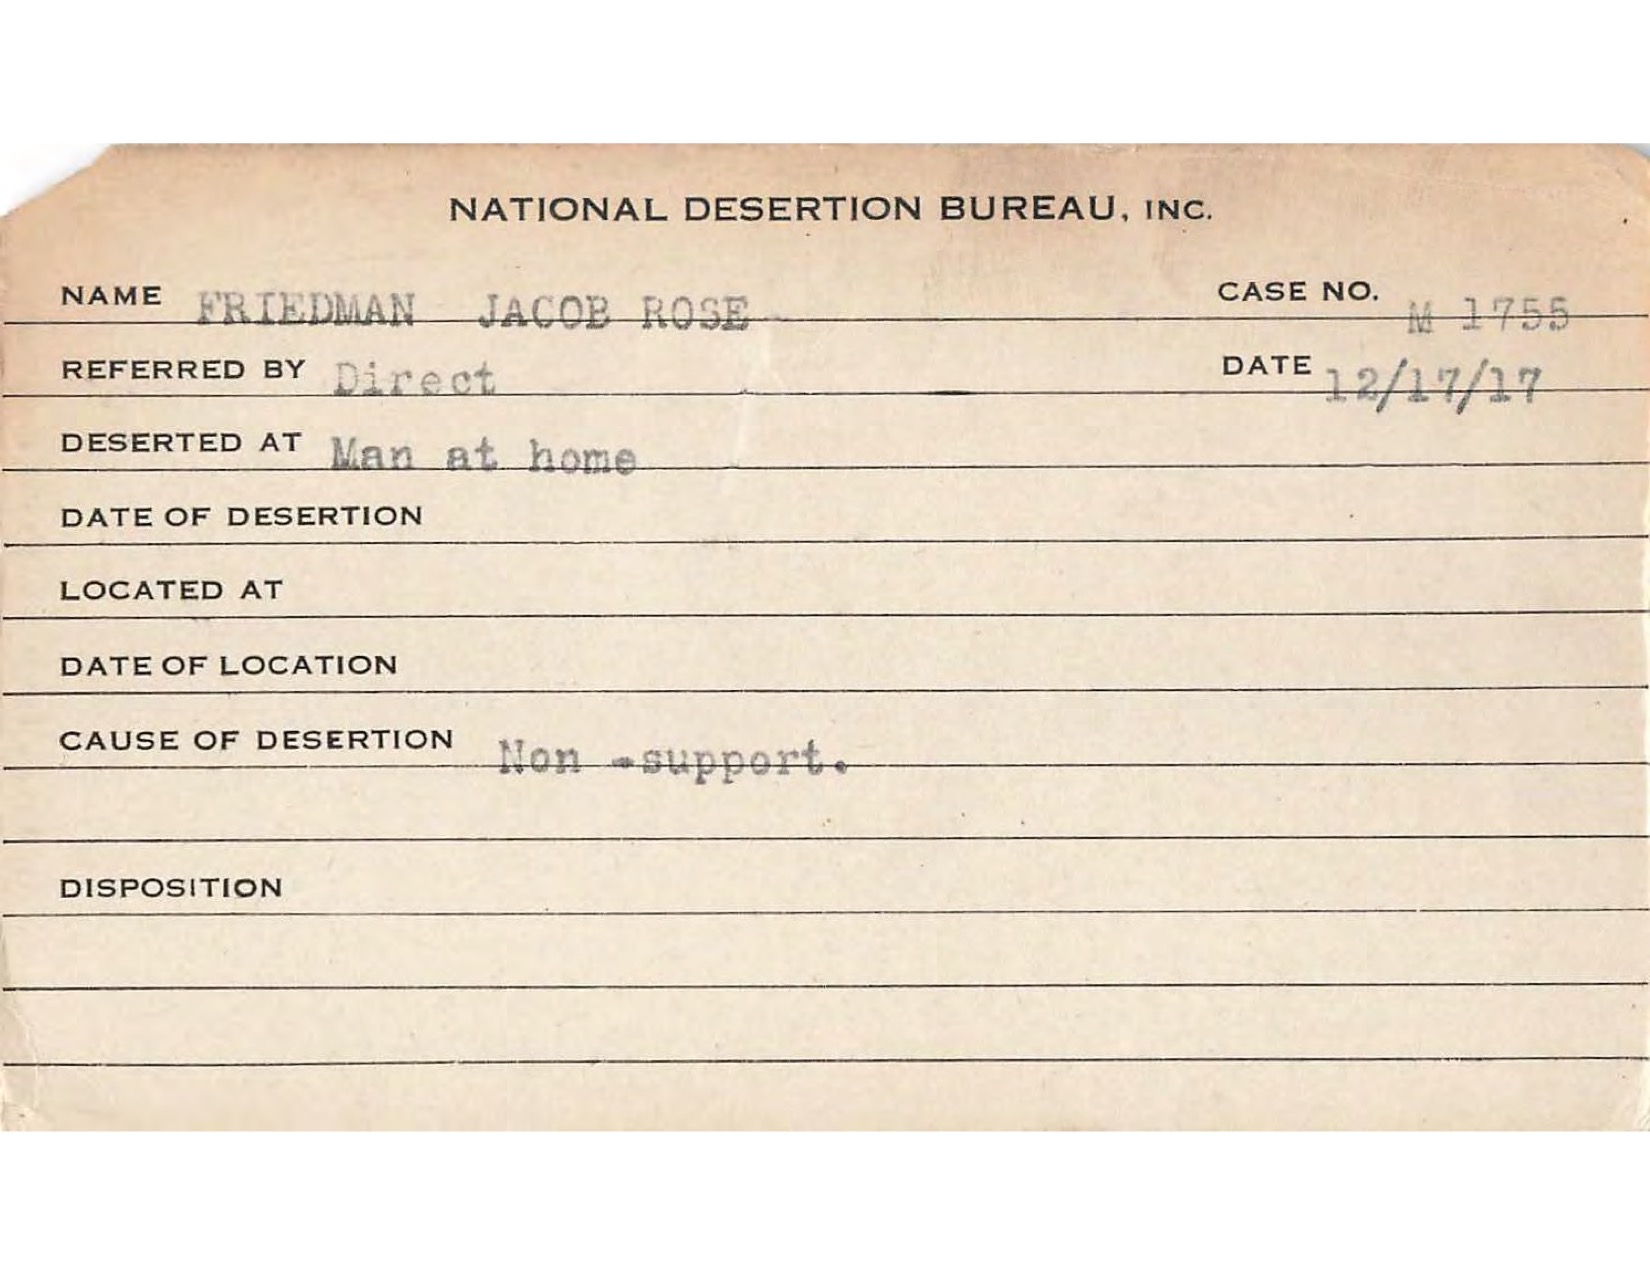 NATIONAL DESERTION BUREAU, INC.
NAME FRIEDMAN JACOB ROSE CASE NO. M 1755
REFERRED BY Direct DATE 12/17/17
DESERTED AT Man at home
DATE OF DESERTION
LOCATED AT
DATE OF LOCATION
CAUSE OF DESERTION Non -support.
DISPOSITION